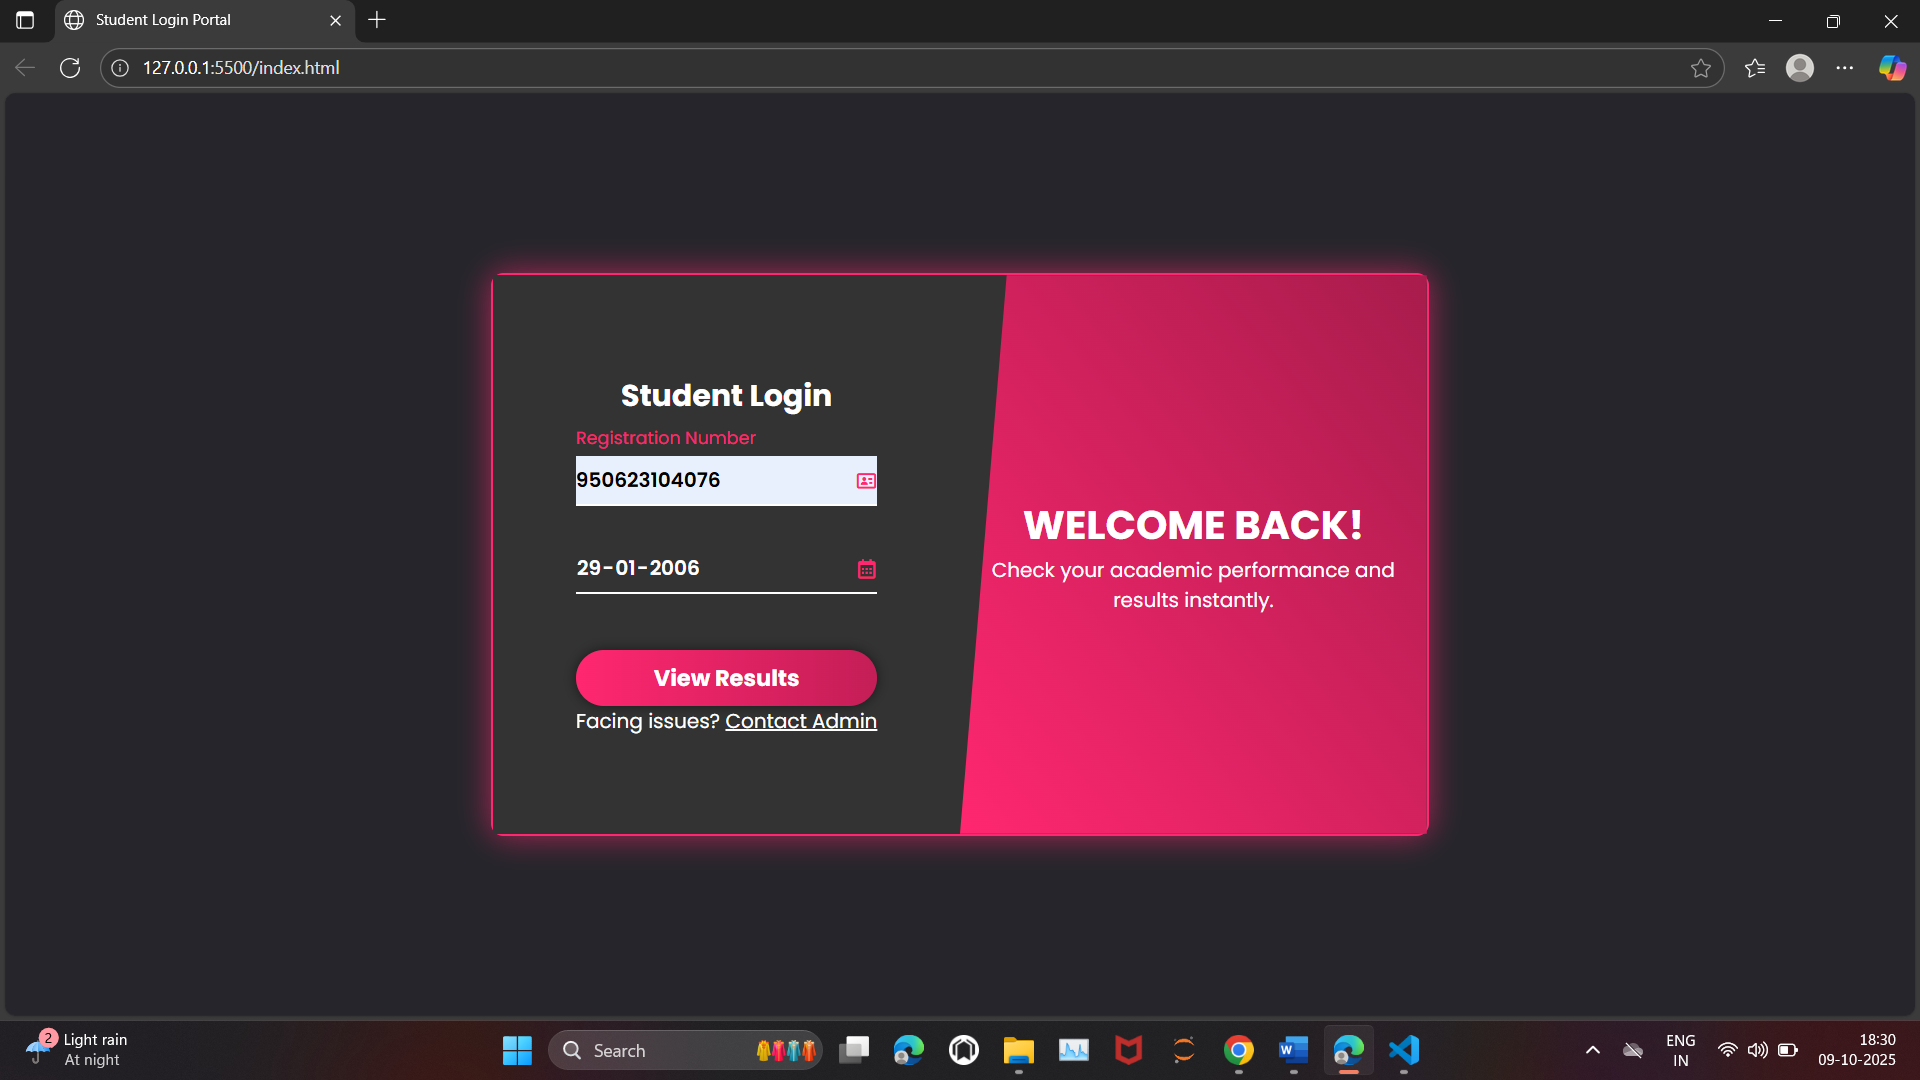 Student Login Portal
127.0.0.1:5500/index.html
Student Login
Registration Number
950623104076
29-01-2006
View Results
Facing issues? Contact Admin
WELCOME BACK!
Check your academic performance and
results instantly.
2
Light rain
At night
Search
W
ENG
IN
18:30
09-10-2025